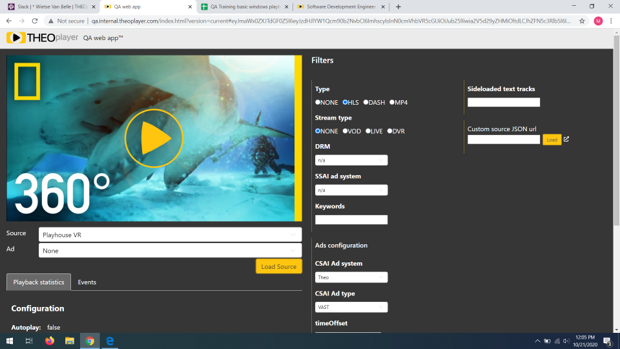 Slack | * Wietse Van Belle | THEO
QA web app™
QA Training basic windows playi
Software Development Engineer
Not secure | qa.internal.theoplayer.com/index.html?version=current
THEOplayer QA web app™
360°
Source
Playhouse VR
Ad
None
Load Source
Playback statistics
Events
Configuration
Autoplay: false
Filters
Type
NONE HLS DASH MP4
Stream type
NONE VOD LIVE DVR
DRM
n/a
SSAI ad system
n/a
Keywords
Ads configuration
CSAI Ad system
Theo
CSAI Ad type
VAST
timeOffset
Sideloaded text tracks
Custom source JSON url
Load
12:05 PM
10/21/2020